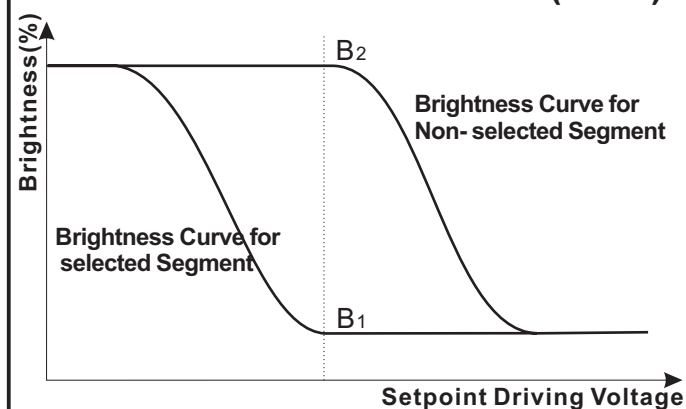 Brightness(%)
B2
Brightness Curve for
Non- selected Segment
Brightness Curve for
selected Segment
B1
Setpoint Driving Voltage